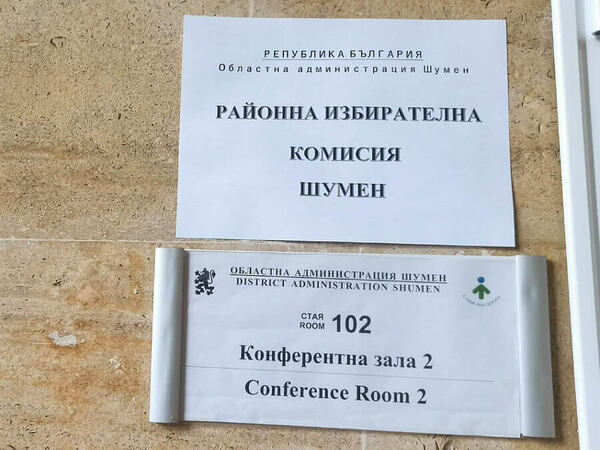 РЕПУБЛИКА БЪЛГАРИЯ
Областна администрация Шумен
РАЙОННА ИЗБИРАТЕЛНА
КОМИСИЯ
ШУМЕН
ОБЛАСТНА АДМИНИСТРАЦИЯ ШУМЕН
DISTRICT ADMINISTRATION SHUMEN
СТАЯ
ROOM 102
Конферентна зала 2
Conference Room 2